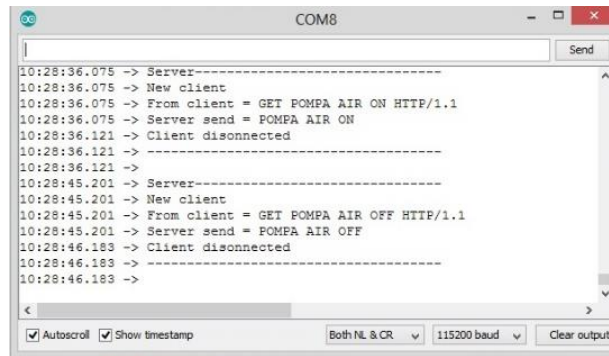 COM8
Send
10:28:36.075 -> Server--------------------------------
10:28:36.075 -> New client
10:28:36.075 -> From client = GET POMPA AIR ON HTTP/1.1
10:28:36.075 -> Server send = POMPA AIR ON
10:28:36.121 -> Client disonnected
10:28:36.121 -> --------------------------------------
10:28:36.121 ->
10:28:45.201 -> Server--------------------------------
10:28:45.201 -> New client
10:28:45.201 -> From client = GET POMPA AIR OFF HTTP/1.1
10:28:45.201 -> Server send = POMPA AIR OFF
10:28:46.183 -> Client disonnected
10:28:46.183 -> --------------------------------------
10:28:46.183 ->
Autoscroll Show timestamp Both NL & CR 115200 baud Clear output